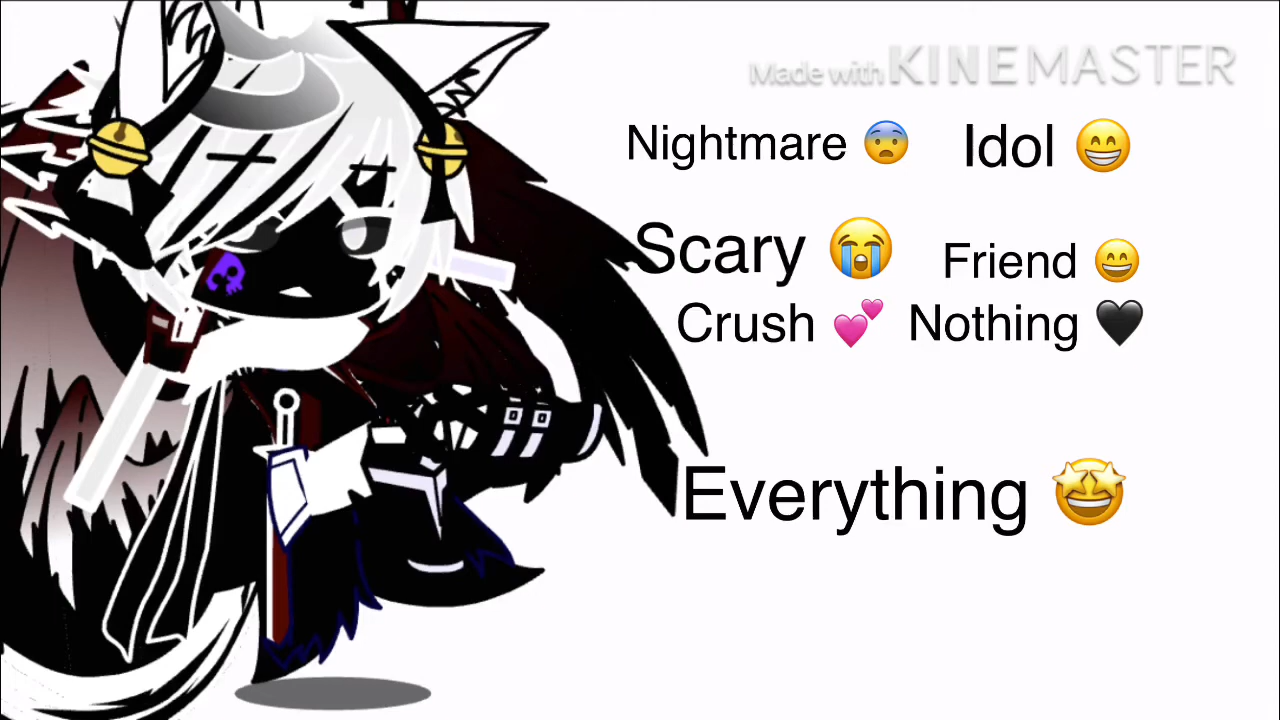 Made with KINEMASTER
Nightmare 😨 Idol 😁
Scary 😭 Friend 😄
Crush 💕 Nothing 🖤
Everything 🤩